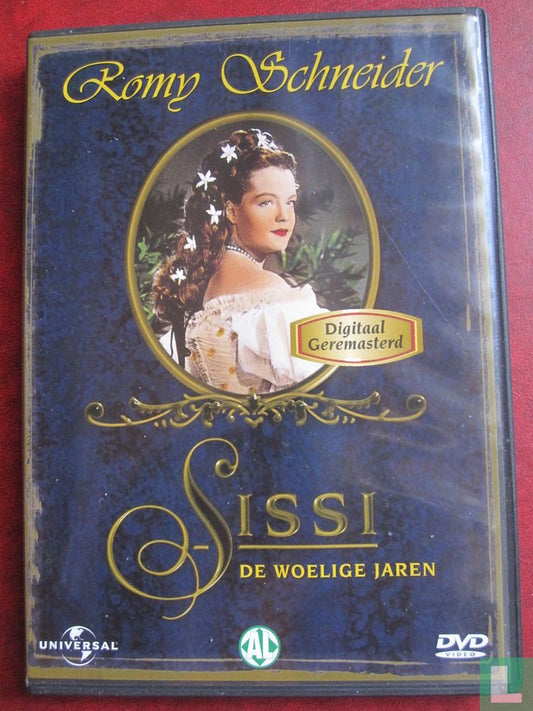 Romy Schneider
Digitaal
Geremasterd
SISSI
DE WOELIGE JAREN
UNIVERSAL
AL
DVD
VIDEO